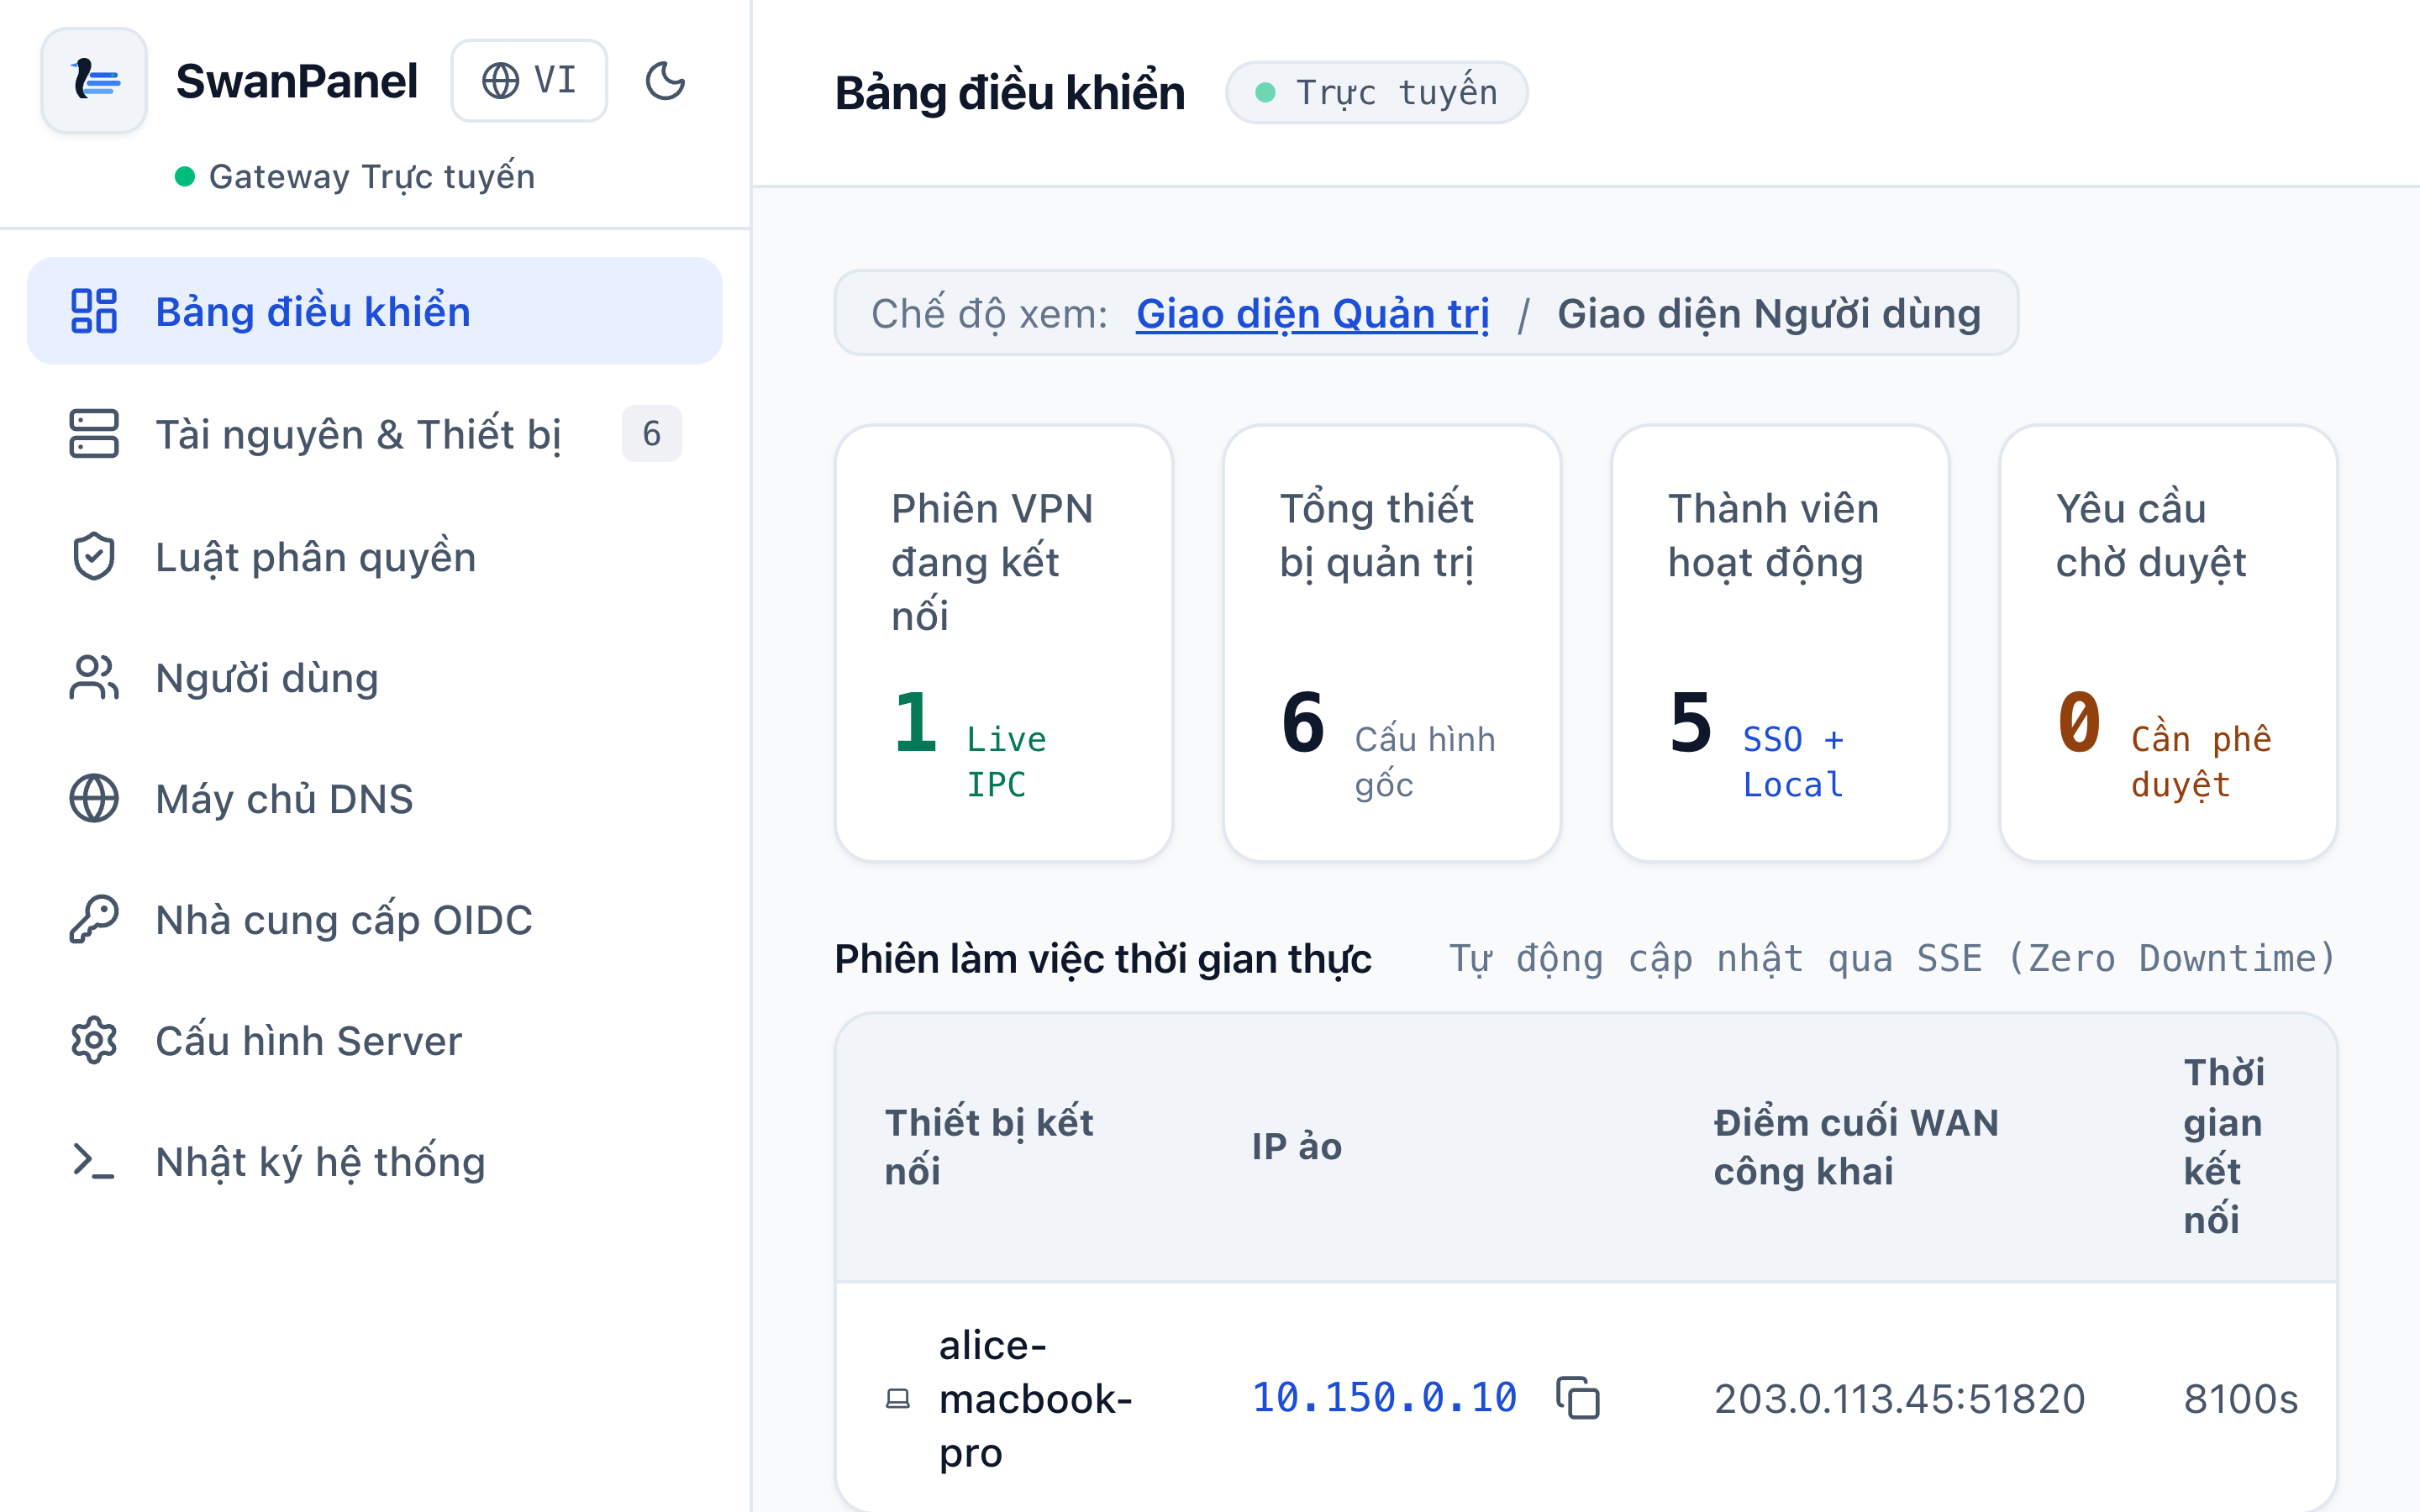 SwanPanel
VI
Gateway Trực tuyến
Bảng điều khiển
Tài nguyên & Thiết bị
6
Luật phân quyền
Người dùng
Máy chủ DNS
Nhà cung cấp OIDC
Cấu hình Server
Nhật ký hệ thống
Bảng điều khiển
Trực tuyến
Chế độ xem: Giao diện Quản trị / Giao diện Người dùng
Phiên VPN
đang kết
nối
1
Live
IPC
Tổng thiết
bị quản trị
6
Cấu hình
gốc
Thành viên
hoạt động
5
SSO +
Local
Yêu cầu
chờ duyệt
0
Cần phê
duyệt
Phiên làm việc thời gian thực
Tự động cập nhật qua SSE (Zero Downtime)
Thiết bị kết
nối
IP ảo
Điểm cuối WAN
công khai
Thời
gian
kết
nối
alice-
macbook-
pro
10.150.0.10
203.0.113.45:51820
8100s